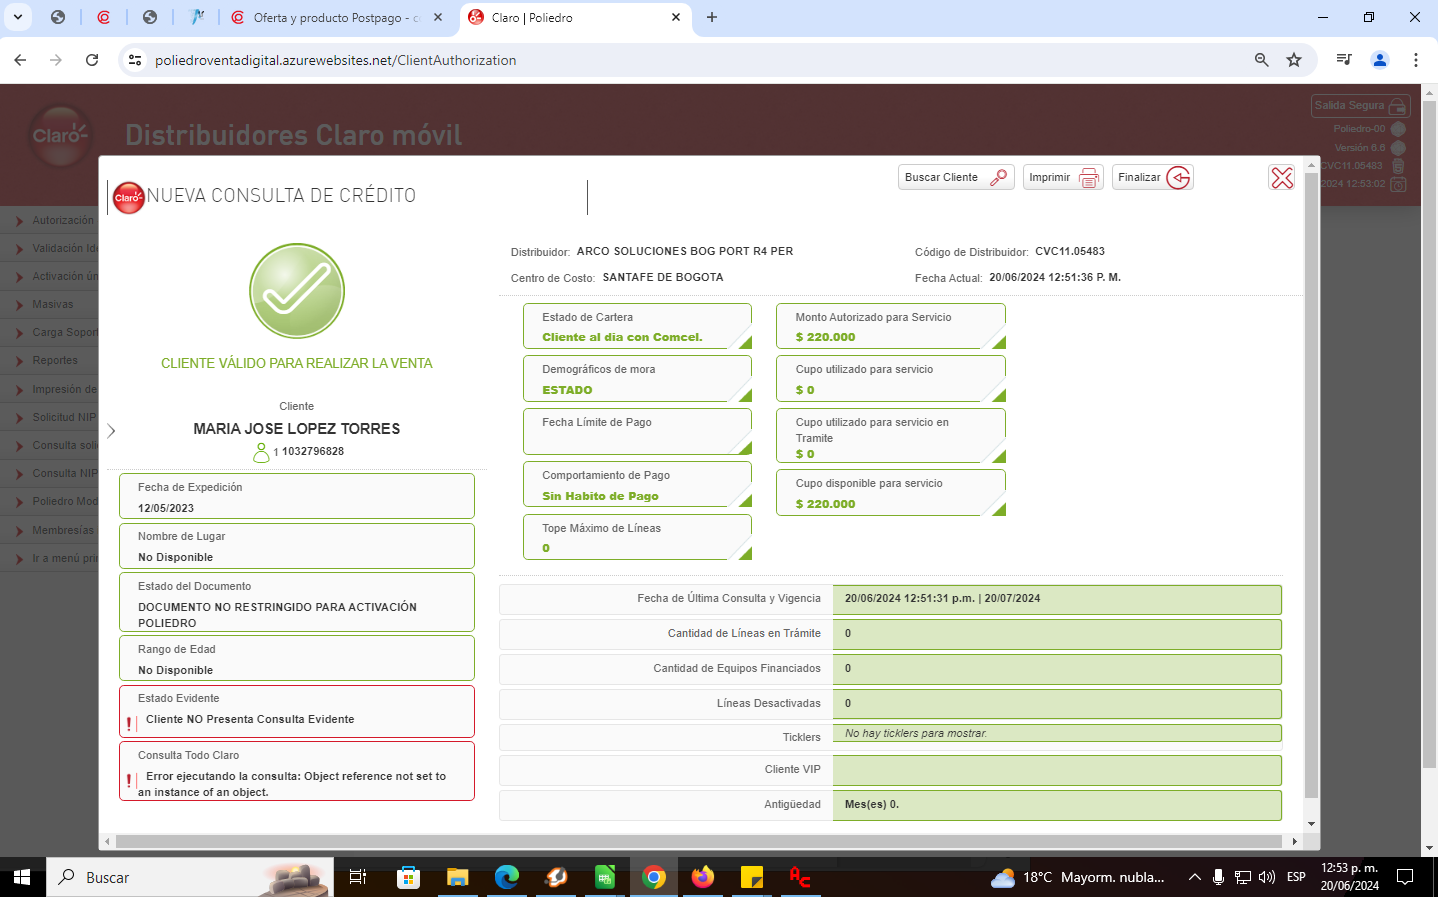 Oferta y producto Postpago - c
Claro | Poliedro
poliedroventadigital.azurewebsites.net/ClientAuthorization
Claro
Distribuidores Claro móvil
Salida Segura
Poliedro-00
Versión 6.6
CVC11.05483
2024 12:53:02
Autorización
Validación Ide
Activación ún
Masivas
Carga Soport
Reportes
Impresión de
Solicitud NIP
Consulta solic
Consulta NIP
Poliedro Mod
Membresías
Ir a menú prin
Buscar Cliente
Imprimir
Finalizar
Claro
NUEVA CONSULTA DE CRÉDITO
CLIENTE VÁLIDO PARA REALIZAR LA VENTA
Cliente
MARIA JOSE LOPEZ TORRES
1 1032796828
Fecha de Expedición
12/05/2023
Nombre de Lugar
No Disponible
Estado del Documento
DOCUMENTO NO RESTRINGIDO PARA ACTIVACIÓN
POLIEDRO
Rango de Edad
No Disponible
Estado Evidente
! Cliente NO Presenta Consulta Evidente
Consulta Todo Claro
! Error ejecutando la consulta: Object reference not set to
an instance of an object.
Distribuidor: ARCO SOLUCIONES BOG PORT R4 PER
Código de Distribuidor: CVC11.05483
Centro de Costo: SANTAFE DE BOGOTA
Fecha Actual: 20/06/2024 12:51:36 P. M.
Estado de Cartera
Cliente al dia con Comcel.
Demográficos de mora
ESTADO
Fecha Límite de Pago
Comportamiento de Pago
Sin Habito de Pago
Tope Máximo de Líneas
0
Monto Autorizado para Servicio
$ 220.000
Cupo utilizado para servicio
$ 0
Cupo utilizado para servicio en
Tramite
$ 0
Cupo disponible para servicio
$ 220.000
Fecha de Última Consulta y Vigencia 20/06/2024 12:51:31 p.m. | 20/07/2024
Cantidad de Líneas en Trámite 0
Cantidad de Equipos Financiados 0
Líneas Desactivadas 0
Ticklers No hay ticklers para mostrar.
Cliente VIP
Antigüedad Mes(es) 0.
Buscar
18°C Mayorm. nubla...
ESP
12:53 p. m.
20/06/2024